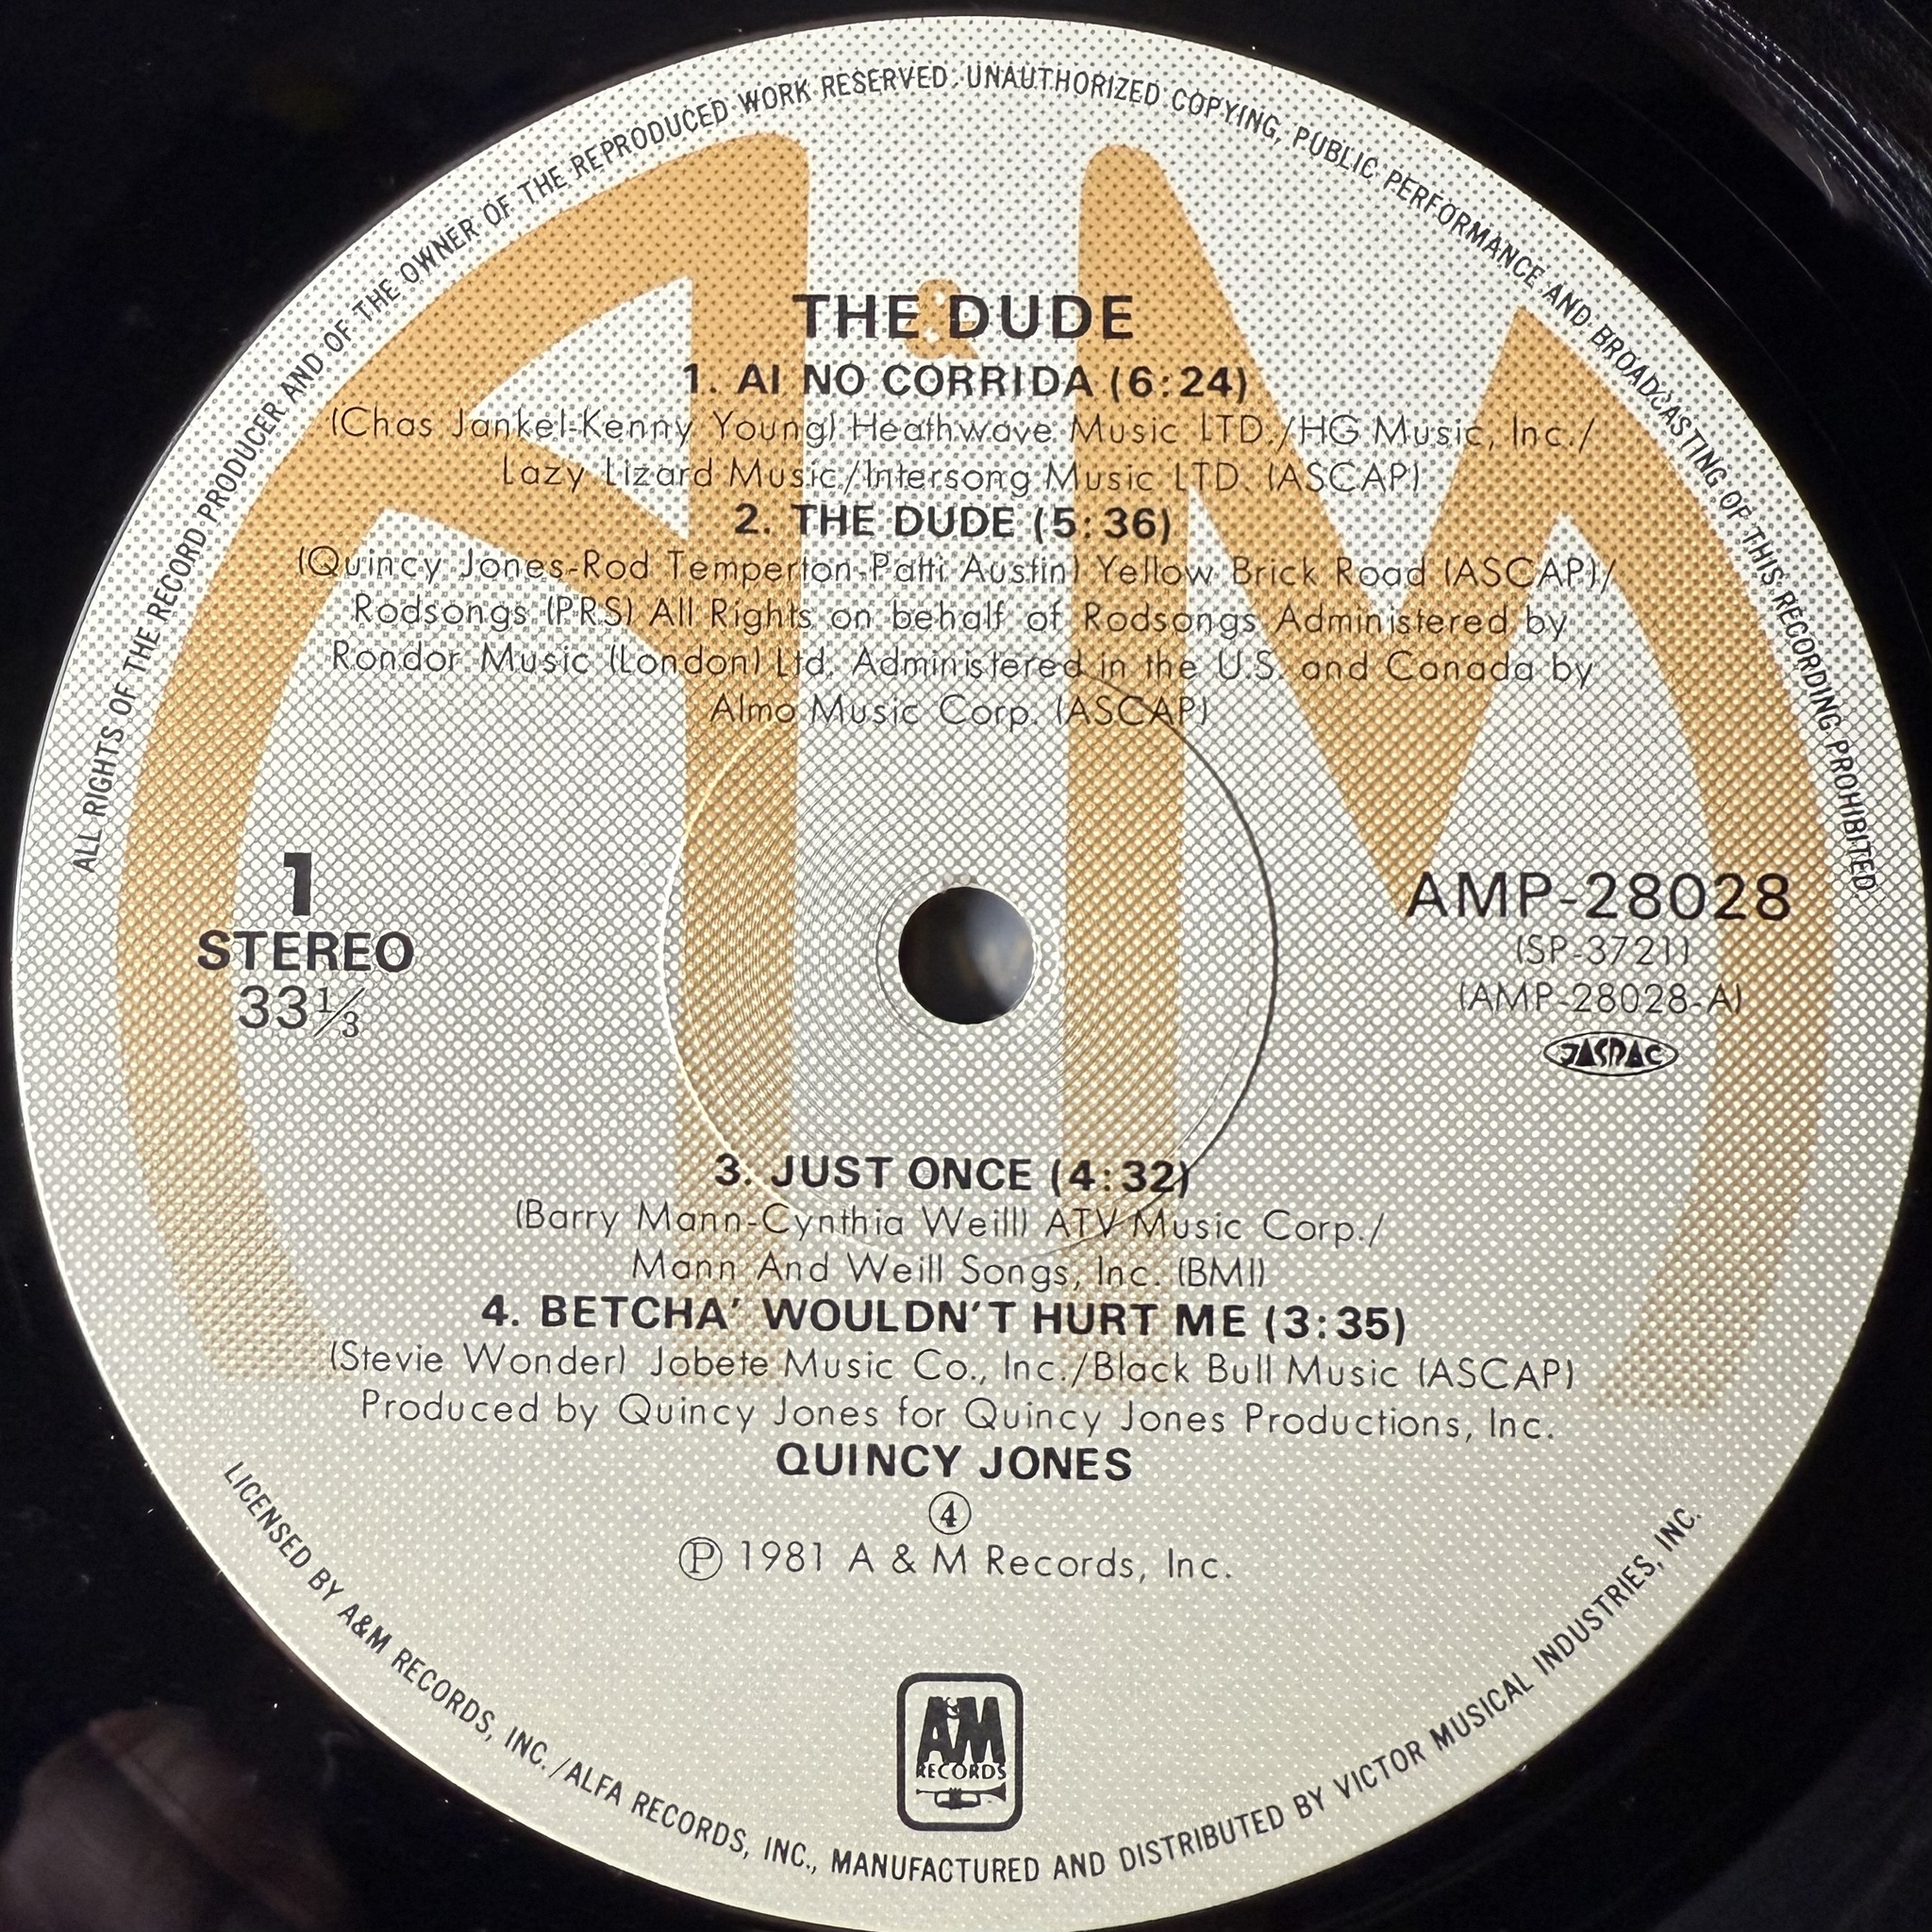 ALL RIGHTS OF THE RECORD PRODUCER AND OF THE OWNER OF THE REPRODUCED WORK RESERVED. UNAUTHORIZED COPYING, PUBLIC PERFORMANCE AND BROADCASTING OF THIS RECORDING PROHIBITED.
A&M
THE DUDE
1. AI NO CORRIDA (6:24)
(Chas Jankel-Kenny Young) Heathwave Music LTD./HG Music, Inc./
Lazy Lizard Music/Intersong Music LTD. (ASCAP)
2. THE DUDE (5:36)
(Quincy Jones-Rod Temperton-Patti Austin) Yellow Brick Road (ASCAP)/
Rodsongs (PRS) All Rights on behalf of Rodsongs Administered by
Rondor Music (London) Ltd. Administered in the U.S. and Canada by
Almo Music Corp. (ASCAP)
1
STEREO
33 1/3
AMP-28028
(SP-3721)
(AMP-28028-A)
JASRAC
3. JUST ONCE (4:32)
(Barry Mann-Cynthia Weill) ATV Music Corp./
Mann And Weill Songs, Inc. (BMI)
4. BETCHA' WOULDN'T HURT ME (3:35)
(Stevie Wonder) Jobete Music Co., Inc./Black Bull Music (ASCAP)
Produced by Quincy Jones for Quincy Jones Productions, Inc.
QUINCY JONES
④
Ⓟ 1981 A & M Records, Inc.
A&M
RECORDS
LICENSED BY A&M RECORDS, INC./ALFA RECORDS, INC., MANUFACTURED AND DISTRIBUTED BY VICTOR MUSICAL INDUSTRIES, INC.